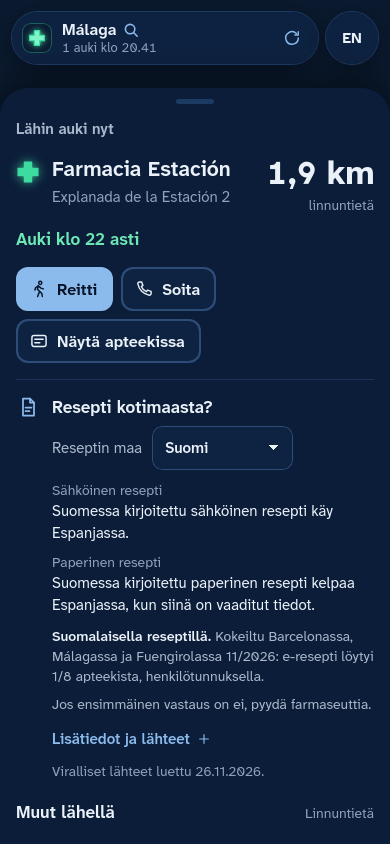 Málaga
1 auki klo 20.41
EN
Lähin auki nyt
Farmacia Estación
1,9 km
Explanada de la Estación 2
linnuntietä
Auki klo 22 asti
Reitti
Soita
Näytä apteekissa
Resepti kotimaasta?
Reseptin maa
Suomi
Sähköinen resepti
Suomessa kirjoitettu sähköinen resepti käy
Espanjassa.
Paperinen resepti
Suomessa kirjoitettu paperinen resepti kelpaa
Espanjassa, kun siinä on vaaditut tiedot.
Suomalaisella reseptillä. Kokeiltu Barcelonassa,
Málagassa ja Fuengirolassa 11/2026: e-resepti löytyi
1/8 apteekista, henkilötunnuksella.
Jos ensimmäinen vastaus on ei, pyydä farmaseuttia.
Lisätiedot ja lähteet +
Viralliset lähteet luettu 26.11.2026.
Muut lähellä
Linnuntietä